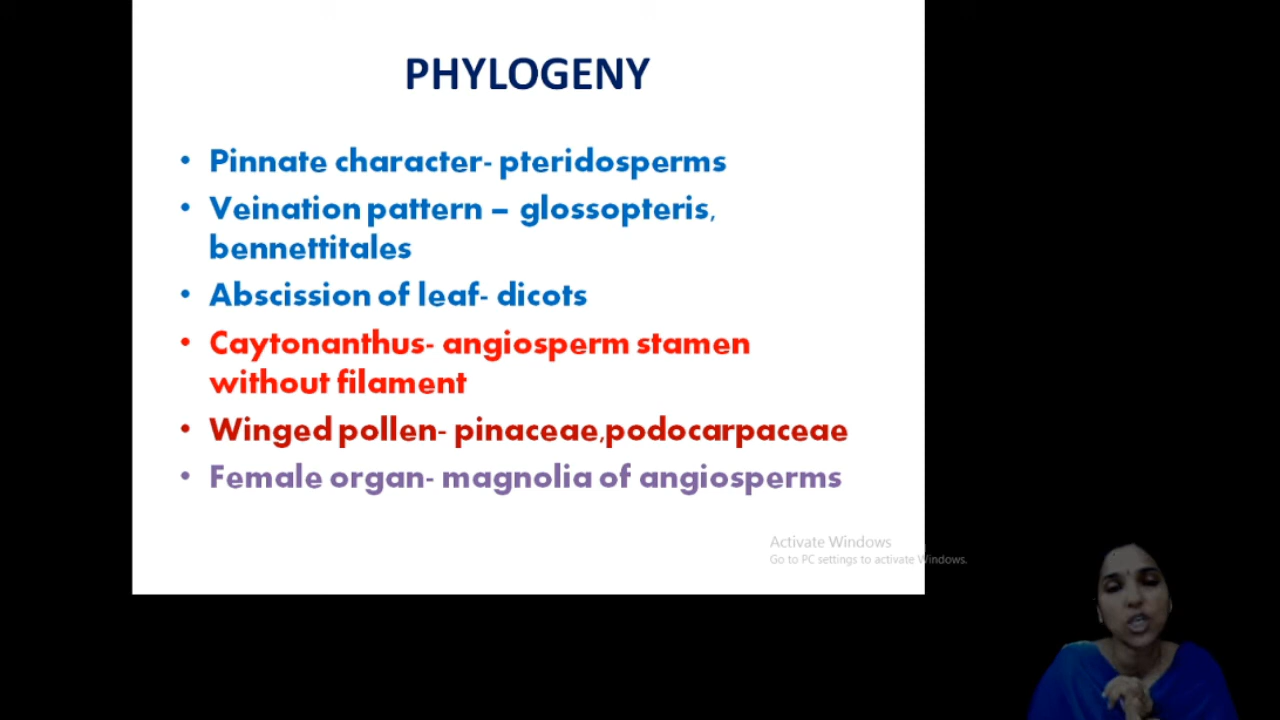 PHYLOGENY
• Pinnate character- pteridosperms
• Veination pattern – glossopteris,
bennettitales
• Abscission of leaf- dicots
• Caytonanthus- angiosperm stamen
without filament
• Winged pollen- pinaceae,podocarpaceae
• Female organ- magnolia of angiosperms
Activate Windows
Go to PC settings to activate Windows.